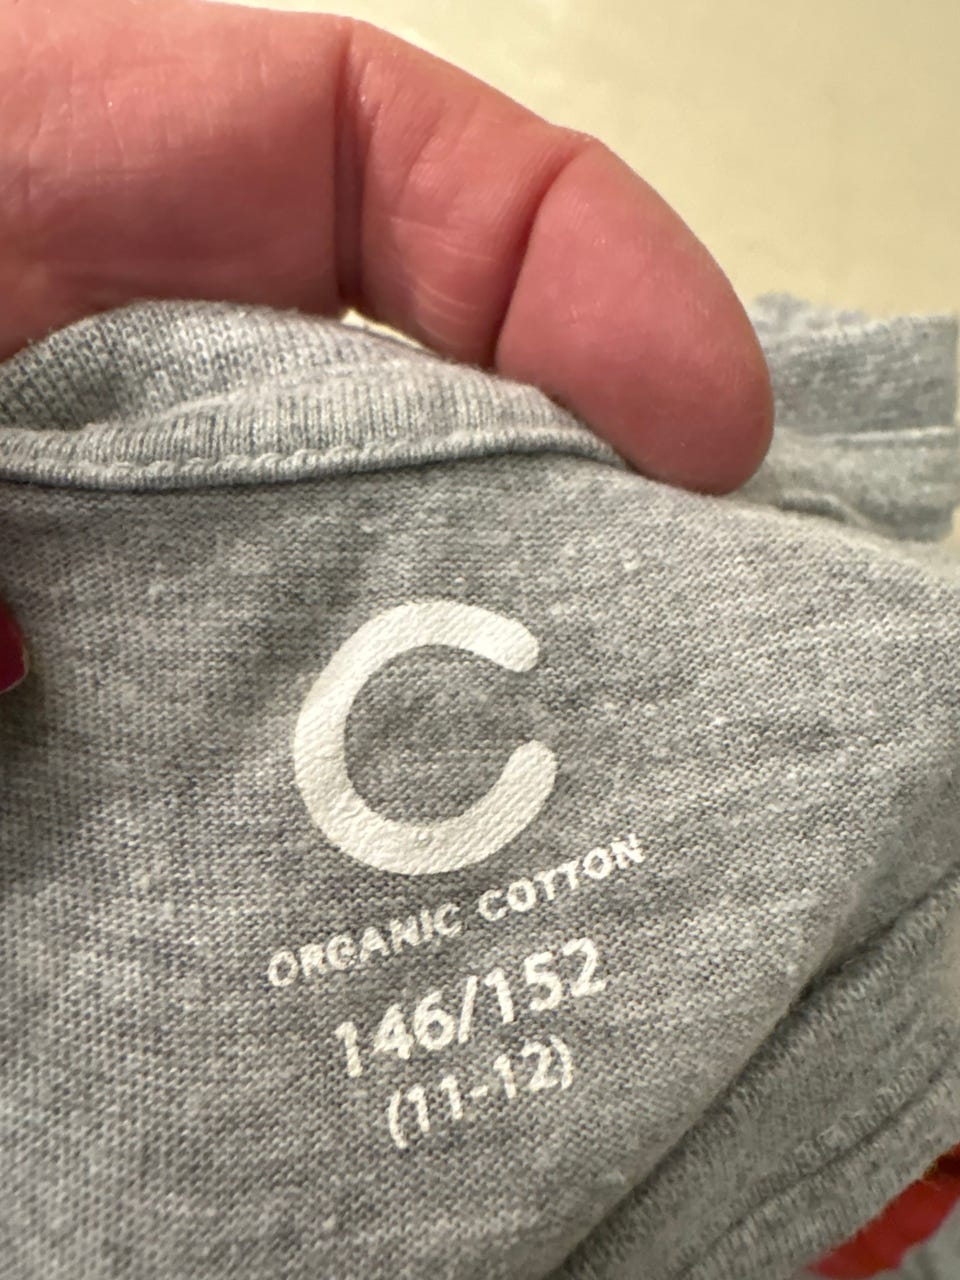 C
ORGANIC COTTON
146/152
(11-12)